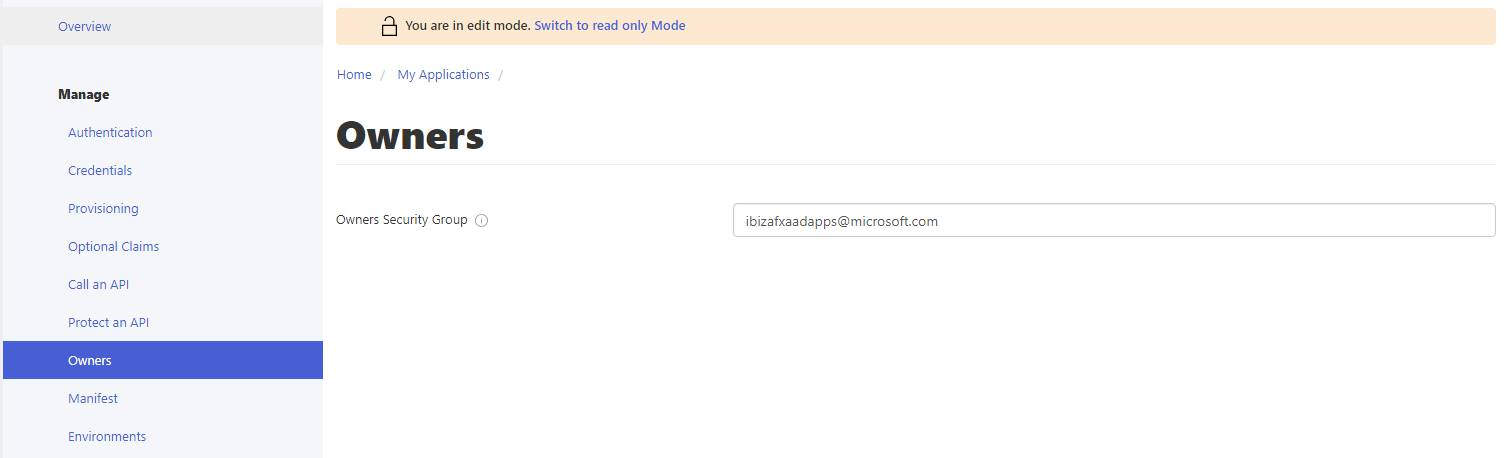 Overview
Manage
Authentication
Credentials
Provisioning
Optional Claims
Call an API
Protect an API
Owners
Manifest
Environments
You are in edit mode. Switch to read only Mode
Home / My Applications /
Owners
Owners Security Group
ibizafxaadapps@microsoft.com